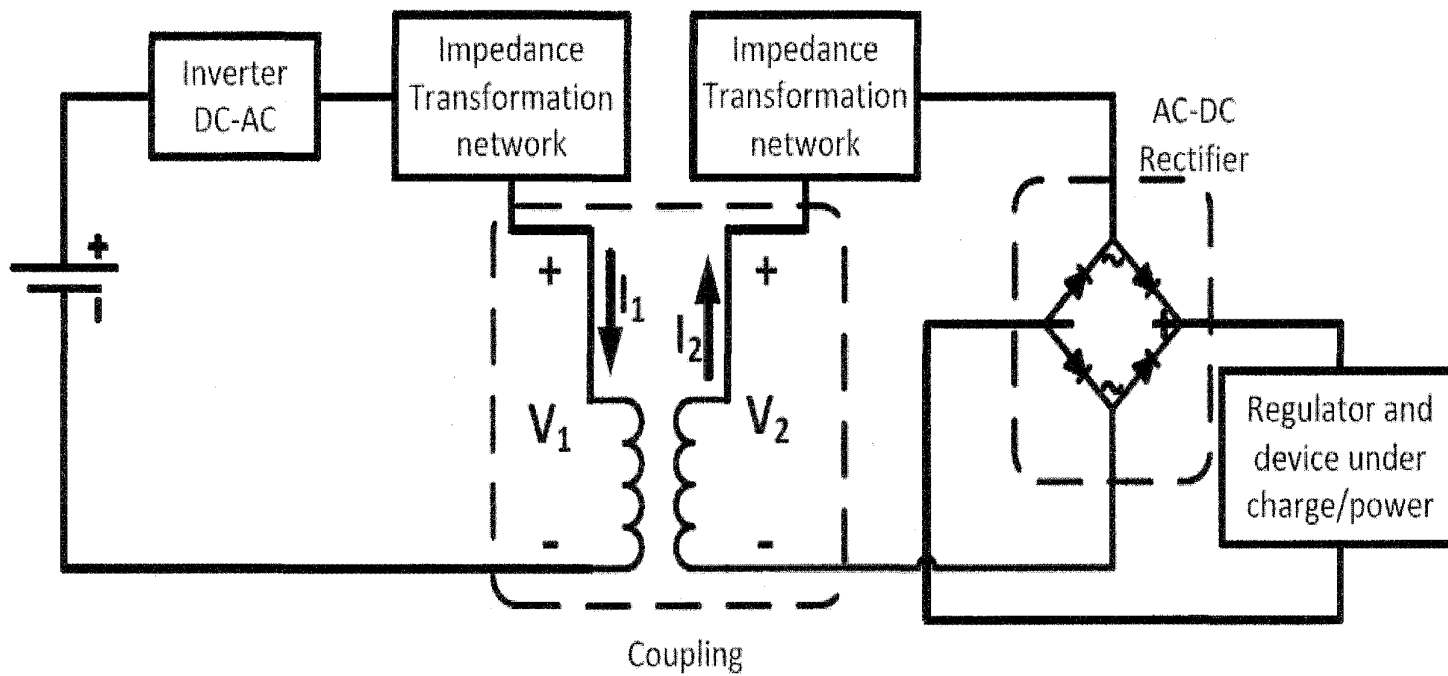 Inverter
DC-AC
Impedance
Transformation
network
Impedance
Transformation
network
AC-DC
Rectifier
+
-
+
I₁
V₁
-
I₂
+
V₂
-
~
- +
~
Regulator and
device under
charge/power
Coupling